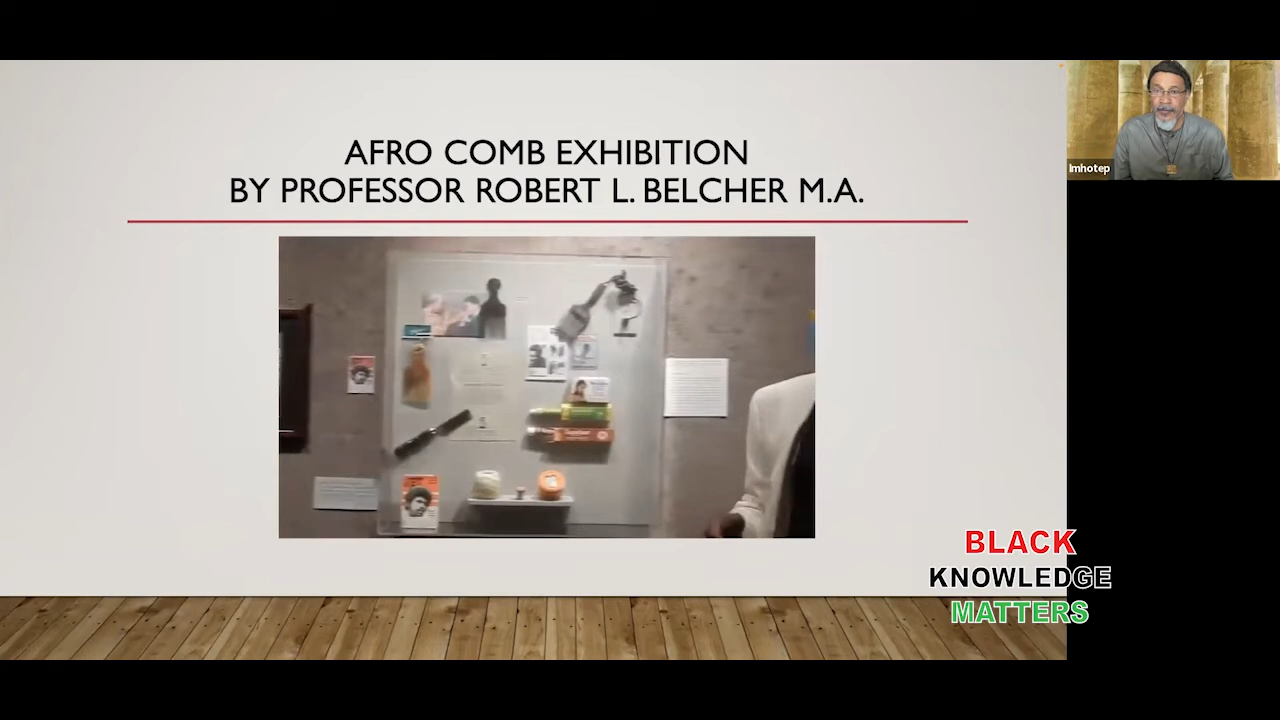 AFRO COMB EXHIBITION
BY PROFESSOR ROBERT L. BELCHER M.A.
Imhotep
BLACK
KNOWLEDGE
MATTERS